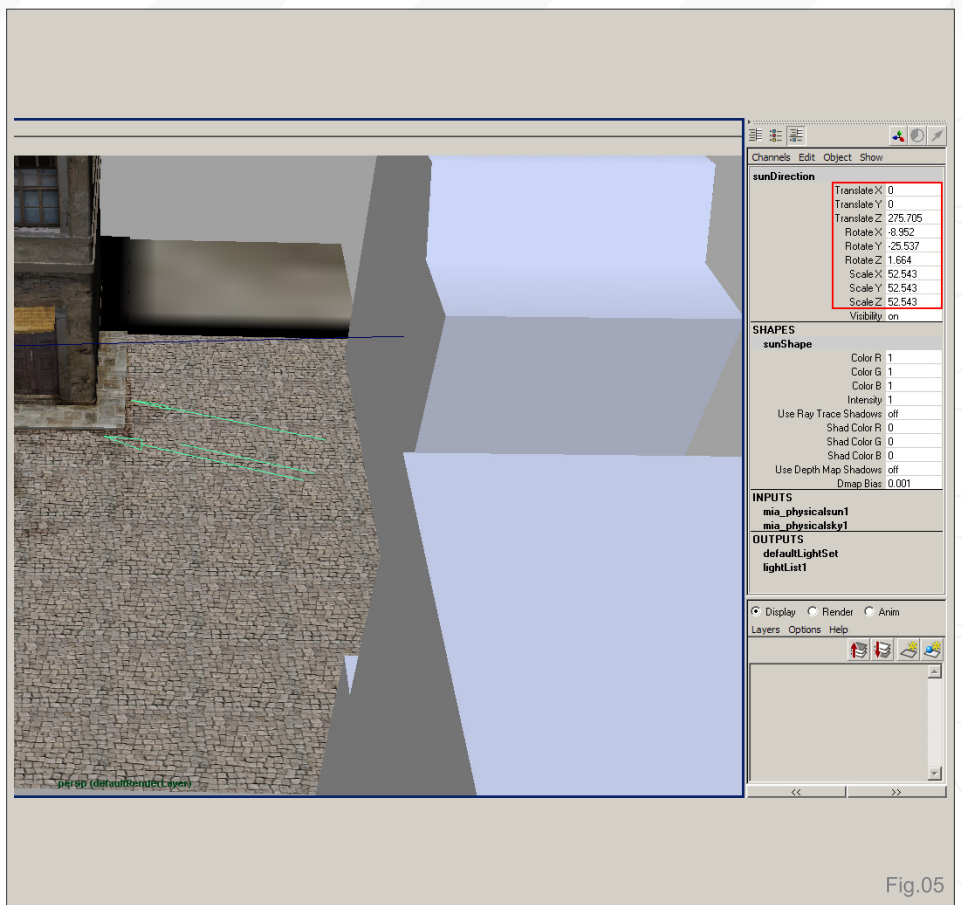 Channels Edit Object Show
sunDirection
Translate X 0
Translate Y 0
Translate Z 275.705
Rotate X -8.952
Rotate Y -25.537
Rotate Z 1.664
Scale X 52.543
Scale Y 52.543
Scale Z 52.543
Visibility on
SHAPES
sunShape
Color R 1
Color G 1
Color B 1
Intensity 1
Use Ray Trace Shadows off
Shad Color R 0
Shad Color G 0
Shad Color B 0
Use Depth Map Shadows off
Dmap Bias 0.001
INPUTS
mia_physicalsun1
mia_physicalsky1
OUTPUTS
defaultLightSet
lightList1
Display Render Anim
Layers Options Help
persp (defaultRenderLayer)
<< >>
Fig.05